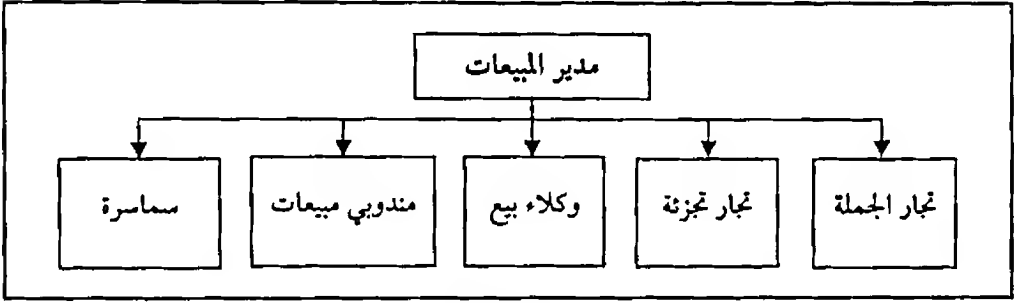 مدير المبيعات
تجار الجملة
تجار تجزئة
وكلاء بيع
مندوبي مبيعات
سماسرة